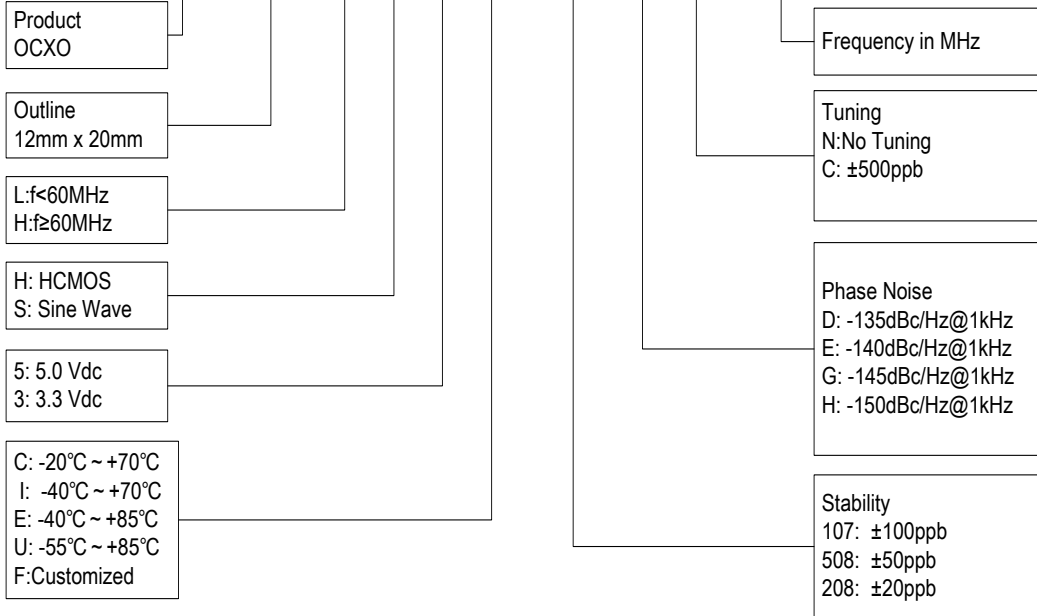 Product
OCXO
Outline
12mm x 20mm
L:f<60MHz
H:f≥60MHz
H: HCMOS
S: Sine Wave
5: 5.0 Vdc
3: 3.3 Vdc
C: -20℃ ~ +70℃
I: -40℃ ~ +70℃
E: -40℃ ~ +85℃
U: -55℃ ~ +85℃
F:Customized
Frequency in MHz
Tuning
N:No Tuning
C: ±500ppb
Phase Noise
D: -135dBc/Hz@1kHz
E: -140dBc/Hz@1kHz
G: -145dBc/Hz@1kHz
H: -150dBc/Hz@1kHz
Stability
107: ±100ppb
508: ±50ppb
208: ±20ppb